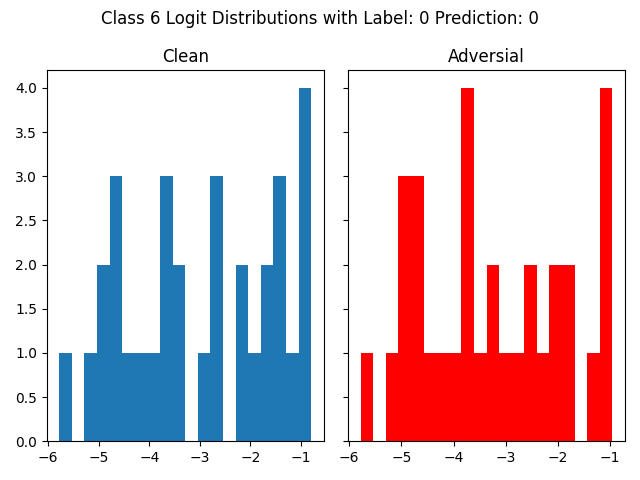 Class 6 Logit Distributions with Label: 0 Prediction: 0
Clean
Adversial
4.0
3.5
3.0
2.5
2.0
1.5
1.0
0.5
0.0
−6 −5 −4 −3 −2 −1
−6 −5 −4 −3 −2 −1